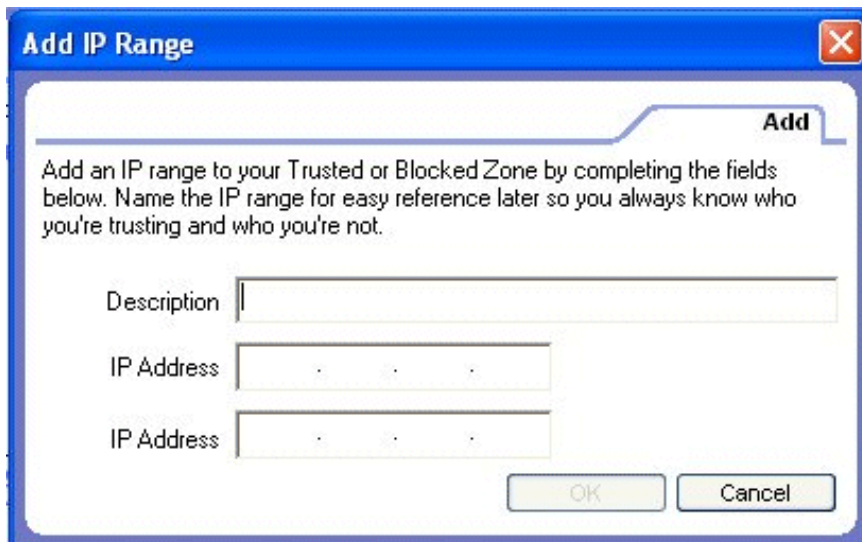 Add IP Range
Add
Add an IP range to your Trusted or Blocked Zone by completing the fields
below. Name the IP range for easy reference later so you always know who
you're trusting and who you're not.
Description
IP Address . . .
IP Address . . .
OK Cancel